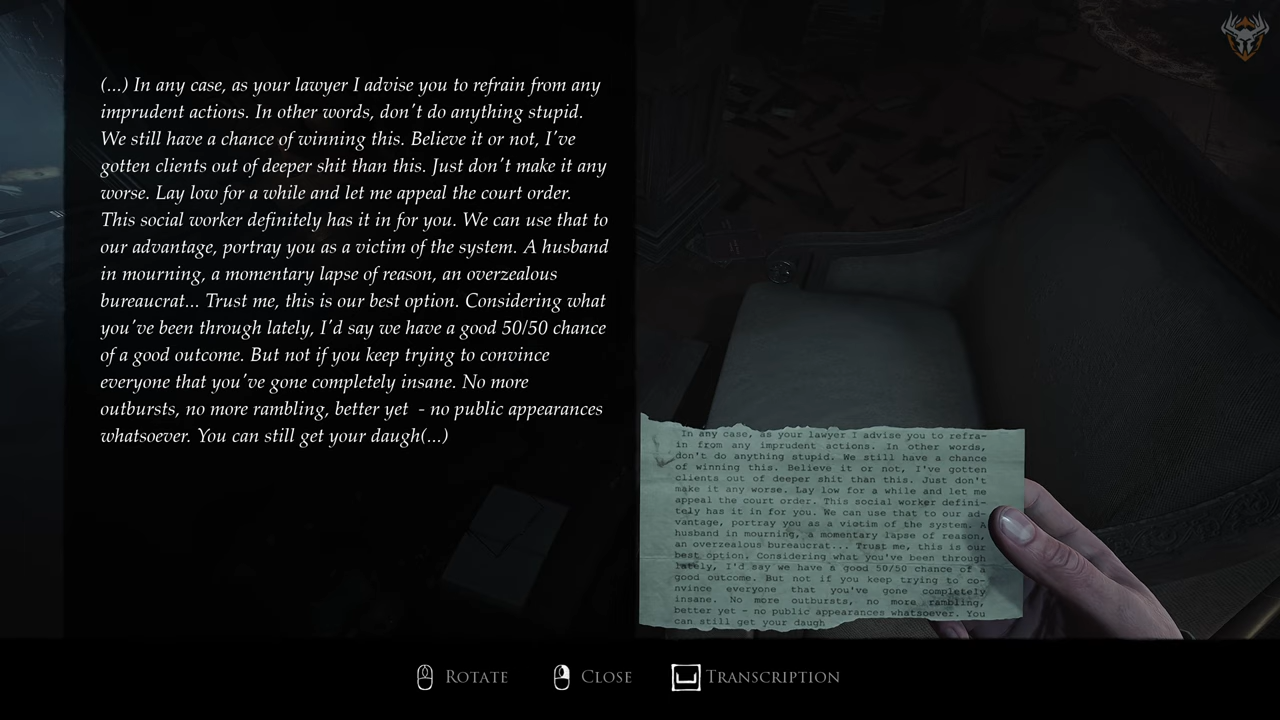 (...) In any case, as your lawyer I advise you to refrain from any
imprudent actions. In other words, don't do anything stupid.
We still have a chance of winning this. Believe it or not, I've
gotten clients out of deeper shit than this. Just don't make it any
worse. Lay low for a while and let me appeal the court order.
This social worker definitely has it in for you. We can use that to
our advantage, portray you as a victim of the system. A husband
in mourning, a momentary lapse of reason, an overzealous
bureaucrat... Trust me, this is our best option. Considering what
you've been through lately, I'd say we have a good 50/50 chance
of a good outcome. But not if you keep trying to convince
everyone that you've gone completely insane. No more
outbursts, no more rambling, better yet  - no public appearances
whatsoever. You can still get your daugh(...)
In any case, as your lawyer I advise you to refra-
in from any imprudent actions. In other words,
don't do anything stupid. We still have a chance
of winning this. Believe it or not, I've gotten
clients out of deeper shit than this. Just don't
make it any worse. Lay low for a while and let me
appeal the court order. This social worker defini-
tely has it in for you. We can use that to our ad-
vantage, portray you as a victim of the system. A
husband in mourning, a momentary lapse of reason,
an overzealous bureaucrat... Trust me, this is our
best option. Considering what you've been through
lately, I'd say we have a good 50/50 chance of a
good outcome. But not if you keep trying to co-
nvince everyone that you've gone completely
insane. No more outbursts, no more rambling,
better yet - no public appearances whatsoever. You
can still get your daugh
ROTATE CLOSE TRANSCRIPTION